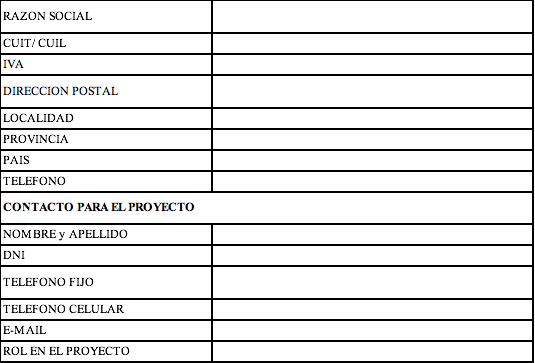 RAZON SOCIAL
CUIT/ CUIL
IVA
DIRECCION POSTAL
LOCALIDAD
PROVINCIA
PAIS
TELEFONO
CONTACTO PARA EL PROYECTO
NOMBRE y APELLIDO
DNI
TELEFONO FIJO
TELEFONO CELULAR
E-MAIL
ROL EN EL PROYECTO